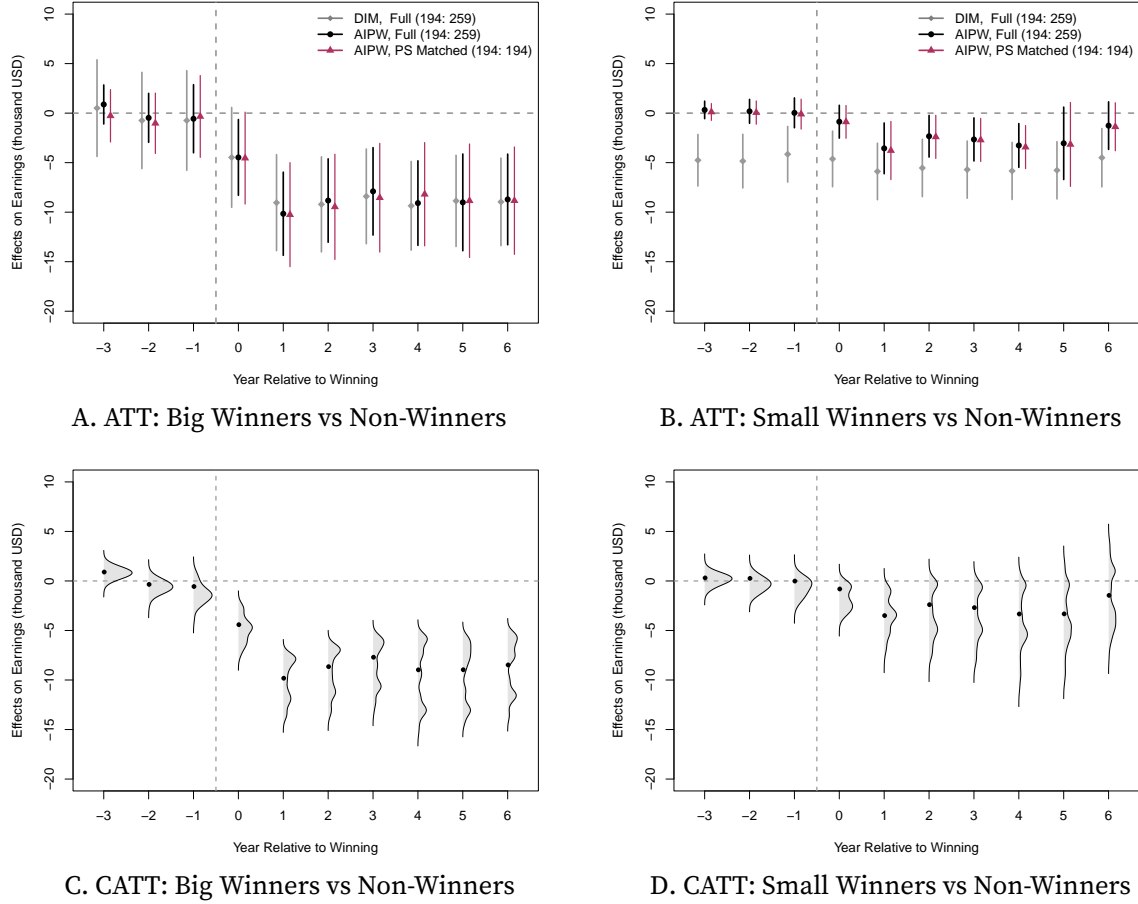 DIM, Full (194: 259)
AIPW, Full (194: 259)
AIPW, PS Matched (194: 194)
Effects on Earnings (thousand USD)
10
5
0
−5
−10
−15
−20
−3 −2 −1 0 1 2 3 4 5 6
Year Relative to Winning
A. ATT: Big Winners vs Non-Winners
DIM, Full (194: 259)
AIPW, Full (194: 259)
AIPW, PS Matched (194: 194)
Effects on Earnings (thousand USD)
10
5
0
−5
−10
−15
−20
−3 −2 −1 0 1 2 3 4 5 6
Year Relative to Winning
B. ATT: Small Winners vs Non-Winners
Effects on Earnings (thousand USD)
10
5
0
−5
−10
−15
−20
−3 −2 −1 0 1 2 3 4 5 6
Year Relative to Winning
C. CATT: Big Winners vs Non-Winners
Effects on Earnings (thousand USD)
10
5
0
−5
−10
−15
−20
−3 −2 −1 0 1 2 3 4 5 6
Year Relative to Winning
D. CATT: Small Winners vs Non-Winners